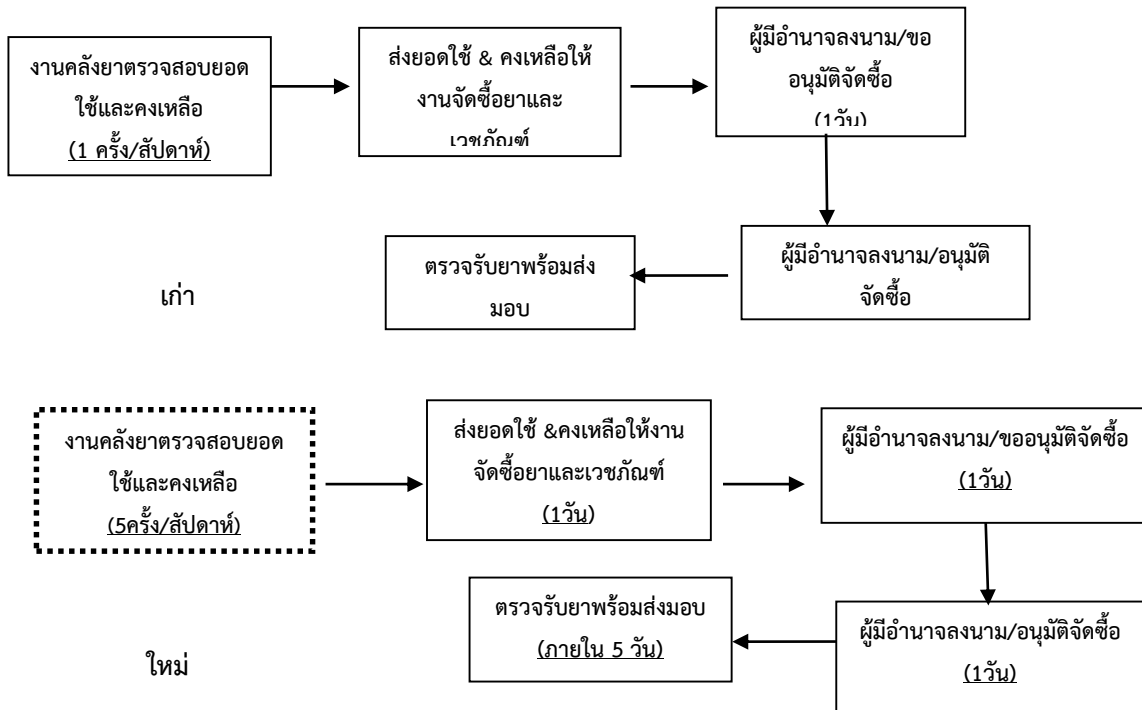 งานคลังยาตรวจสอบยอด
ใช้และคงเหลือ
(1 ครั้ง/สัปดาห์)
ส่งยอดใช้ & คงเหลือให้
งานจัดซื้อยาและ
เวชภัณฑ์
ผู้มีอำนาจลงนาม/ขอ
อนุมัติจัดซื้อ
(1วัน)
ผู้มีอำนาจลงนาม/อนุมัติ
จัดซื้อ
ตรวจรับยาพร้อมส่ง
มอบ
เก่า
งานคลังยาตรวจสอบยอด
ใช้และคงเหลือ
(5ครั้ง/สัปดาห์)
ส่งยอดใช้ &คงเหลือให้งาน
จัดซื้อยาและเวชภัณฑ์
(1วัน)
ผู้มีอำนาจลงนาม/ขออนุมัติจัดซื้อ
(1วัน)
ผู้มีอำนาจลงนาม/อนุมัติจัดซื้อ
(1วัน)
ตรวจรับยาพร้อมส่งมอบ
(ภายใน 5 วัน)
ใหม่